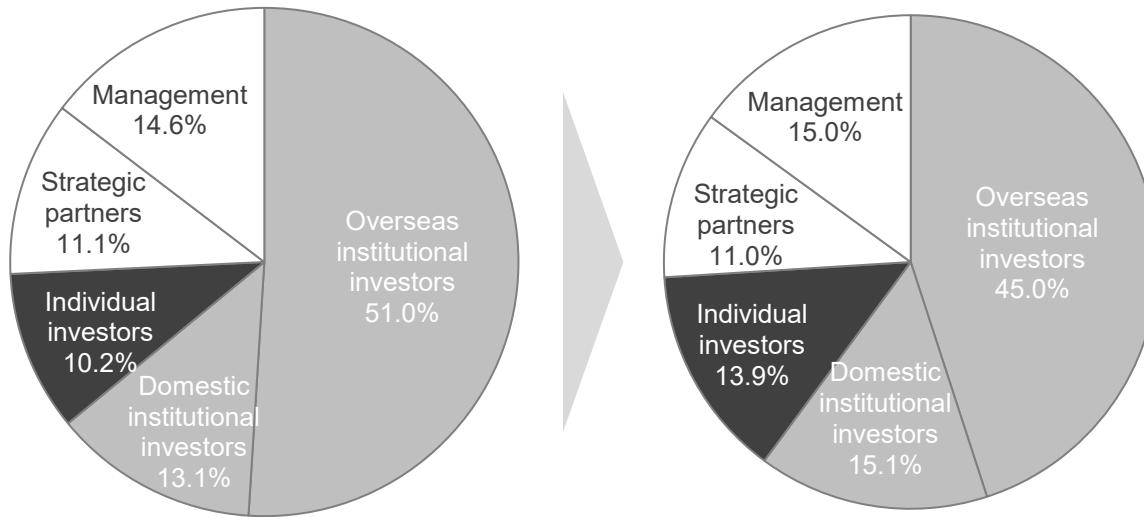 Management
14.6%
Strategic
partners
11.1%
Individual
investors
10.2%
Domestic
institutional
investors
13.1%
Overseas
institutional
investors
51.0%
Management
15.0%
Strategic
partners
11.0%
Individual
investors
13.9%
Domestic
institutional
investors
15.1%
Overseas
institutional
investors
45.0%